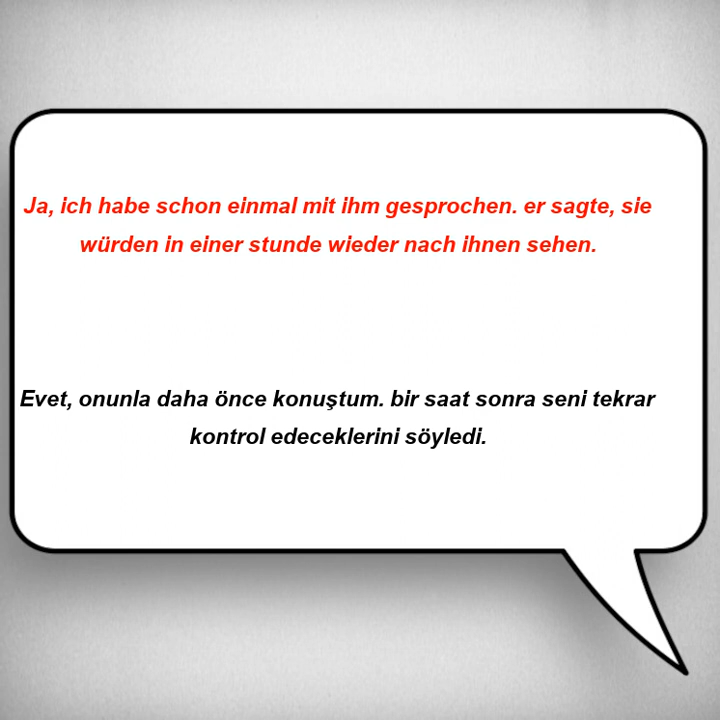 Ja, ich habe schon einmal mit ihm gesprochen. er sagte, sie
würden in einer stunde wieder nach ihnen sehen.
Evet, onunla daha önce konuştum. bir saat sonra seni tekrar
kontrol edeceklerini söyledi.